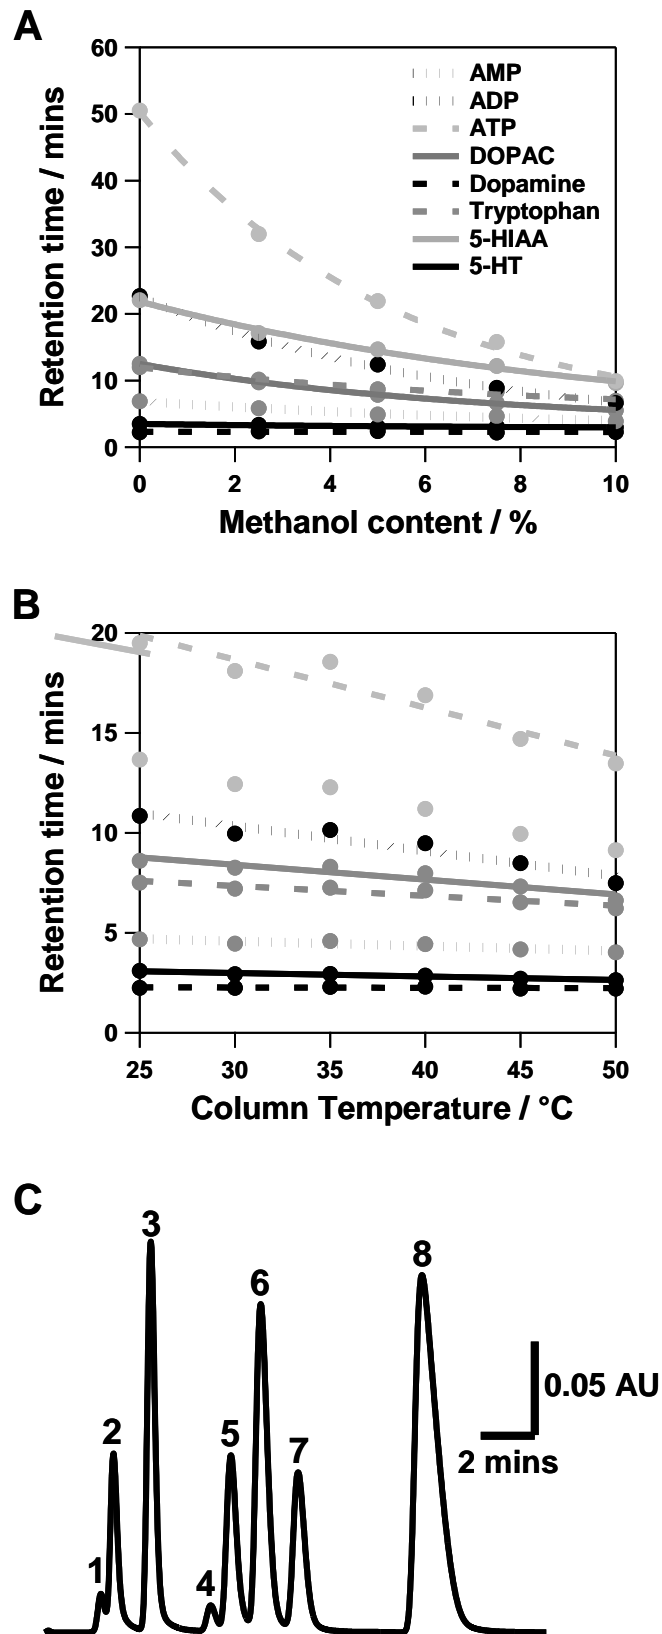 A
60
50
40
30
20
10
0
Retention time / mins
AMP
ADP
ATP
DOPAC
Dopamine
Tryptophan
5-HIAA
5-HT
0 2 4 6 8 10
Methanol content / %
B
20
15
10
5
0
Retention time / mins
25 30 35 40 45 50
Column Temperature / °C
C
1
2
3
4
5
6
7
8
0.05 AU
2 mins